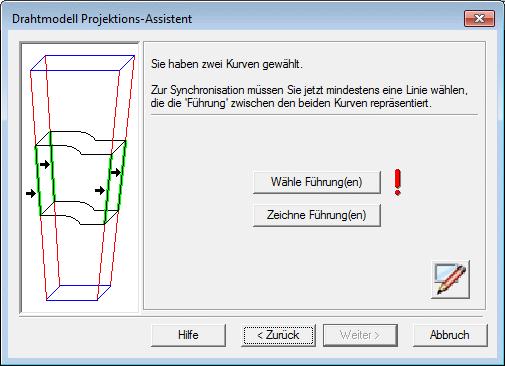 Drahtmodell Projektions-Assistent
Sie haben zwei Kurven gewählt.
Zur Synchronisation müssen Sie jetzt mindestens eine Linie wählen,
die die 'Führung' zwischen den beiden Kurven repräsentiert.
Wähle Führung(en)
Zeichne Führung(en)
Hilfe
< Zurück
Weiter >
Abbruch